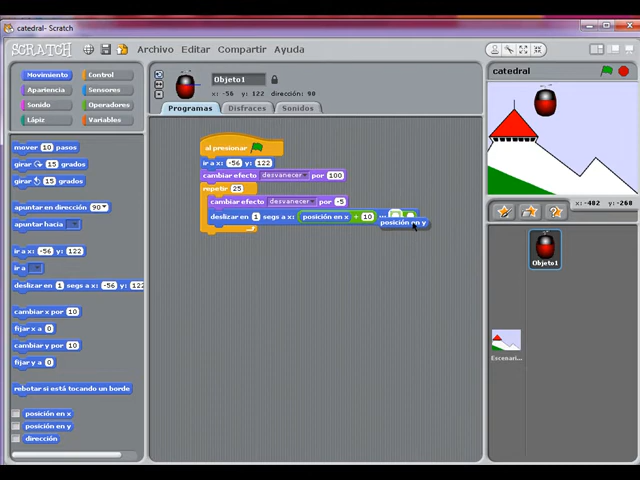 catedral- Scratch
SCRATCH Archivo Editar Compartir Ayuda
Movimiento Control
Apariencia Sensores
Sonido Operadores
Lápiz Variables
mover 10 pasos
girar 15 grados
girar 15 grados
apuntar en dirección 90
apuntar hacia
ir a x: -56 y: 122
ir a
deslizar en 1 segs a x: -56 y: 122
cambiar x por 10
fijar x a 0
cambiar y por 10
fijar y a 0
rebotar si está tocando un borde
posición en x
posición en y
dirección
Objeto1
x: -56 y: 122 dirección: 90
Programas Disfraces Sonidos
al presionar
ir a x: -56 y: 122
cambiar efecto desvanecer por 100
repetir 25
cambiar efecto desvanecer por -5
deslizar en 1 segs a x: posición en x + 10
posición en y
catedral
x: -402 y: -268
Objeto1
Escenari...